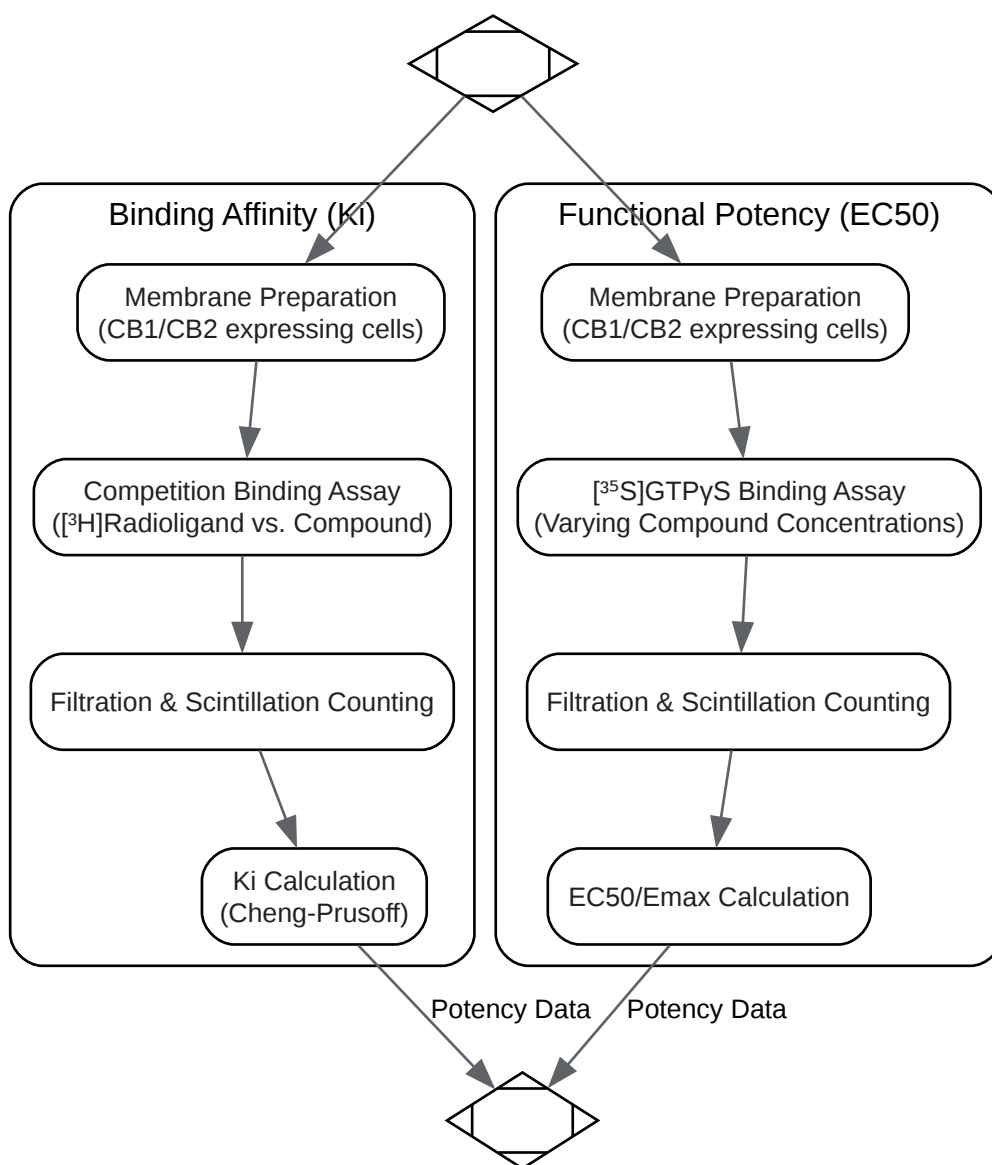 Binding Affinity (Ki)
Membrane Preparation
(CB1/CB2 expressing cells)
Competition Binding Assay
([³H]Radioligand vs. Compound)
Filtration & Scintillation Counting
Ki Calculation
(Cheng-Prusoff)
Functional Potency (EC50)
Membrane Preparation
(CB1/CB2 expressing cells)
[³⁵S]GTPγS Binding Assay
(Varying Compound Concentrations)
Filtration & Scintillation Counting
EC50/Emax Calculation
Potency Data
Potency Data